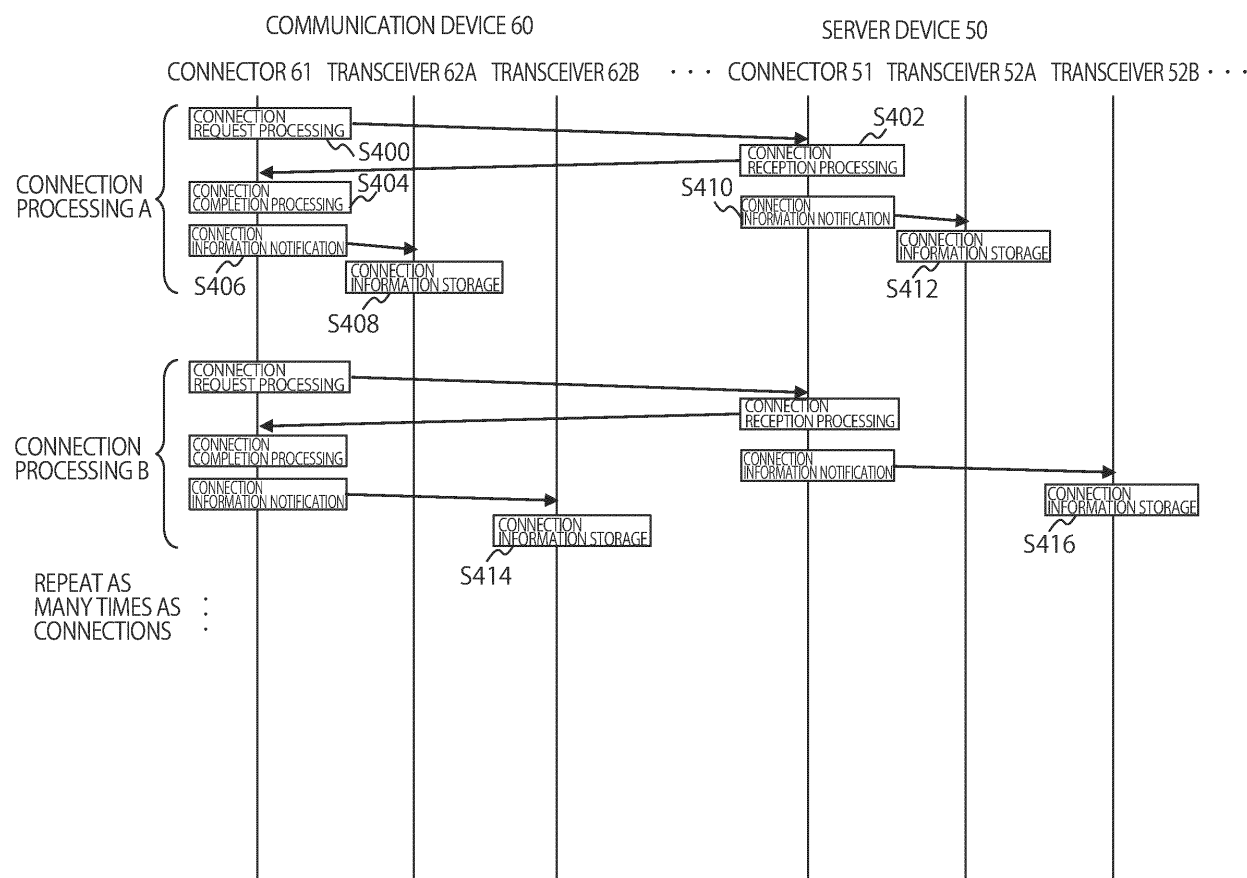 COMMUNICATION DEVICE 60
SERVER DEVICE 50
CONNECTOR 61 TRANSCEIVER 62A TRANSCEIVER 62B · · · CONNECTOR 51 TRANSCEIVER 52A TRANSCEIVER 52B · · ·
CONNECTION
REQUEST PROCESSING
S400
S402
CONNECTION
RECEPTION PROCESSING
CONNECTION
PROCESSING A
S404
CONNECTION
COMPLETION PROCESSING
S410
CONNECTION
INFORMATION NOTIFICATION
CONNECTION
INFORMATION NOTIFICATION
S406
CONNECTION
INFORMATION STORAGE
S412
CONNECTION
INFORMATION STORAGE
S408
CONNECTION
REQUEST PROCESSING
CONNECTION
RECEPTION PROCESSING
CONNECTION
PROCESSING B
CONNECTION
COMPLETION PROCESSING
CONNECTION
INFORMATION NOTIFICATION
CONNECTION
INFORMATION NOTIFICATION
CONNECTION
INFORMATION STORAGE
S416
CONNECTION
INFORMATION STORAGE
S414
REPEAT AS
MANY TIMES AS
CONNECTIONS